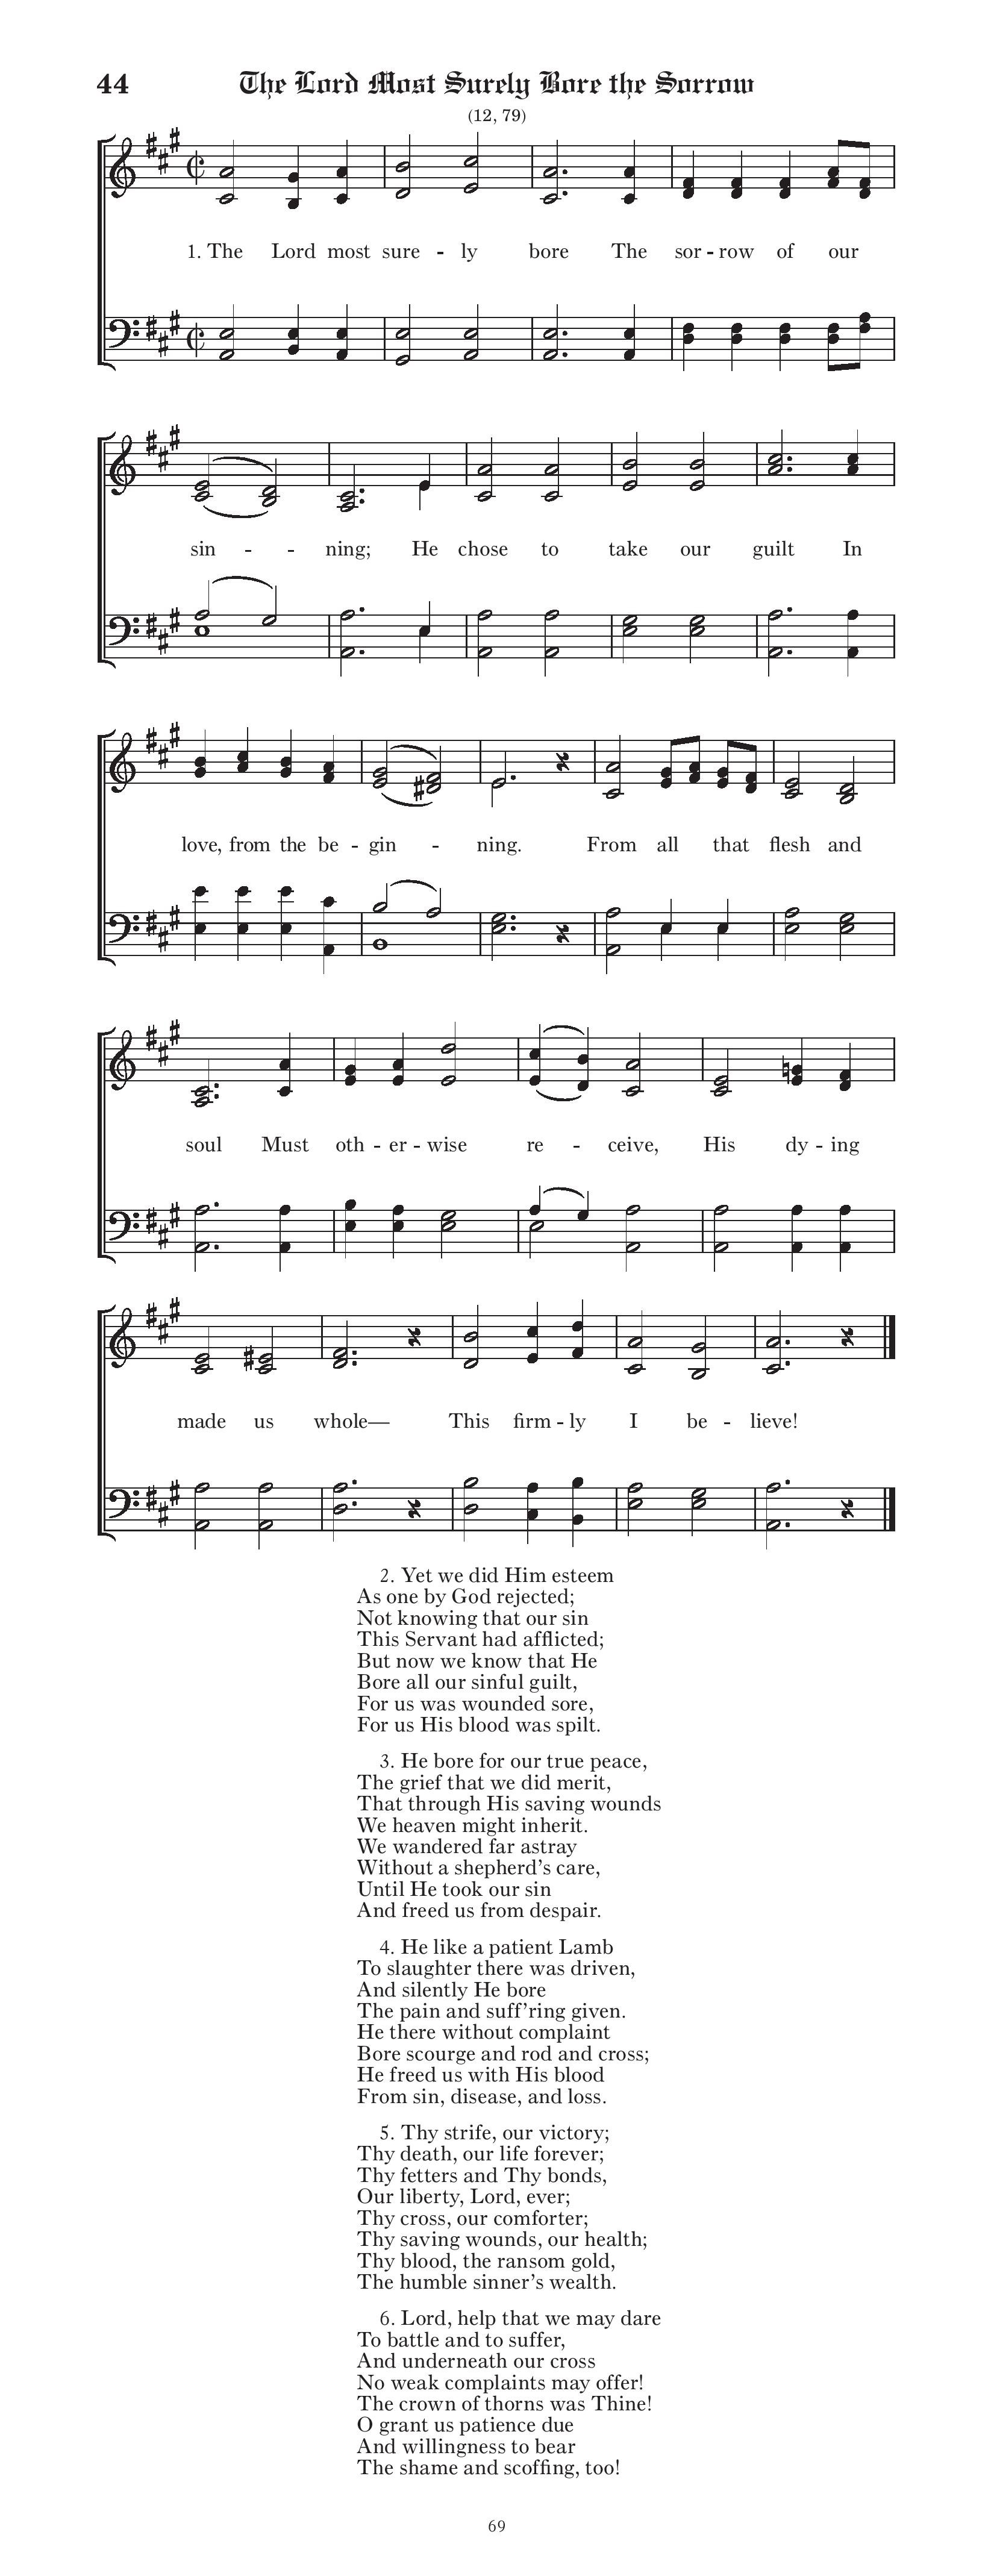 44 The Lord Most Surely Bore the Sorrow
(12, 79)
1. The Lord most sure - ly bore The sor - row of our
sin - - ning; He chose to take our guilt In
love, from the be - gin - ning. From all that flesh and
soul Must oth - er - wise re - ceive, His dy - ing
made us whole— This firm - ly I be - lieve!
2. Yet we did Him esteem
As one by God rejected;
Not knowing that our sin
This Servant had afflicted;
But now we know that He
Bore all our sinful guilt,
For us was wounded sore,
For us His blood was spilt.
3. He bore for our true peace,
The grief that we did merit,
That through His saving wounds
We heaven might inherit.
We wandered far astray
Without a shepherd’s care,
Until He took our sin
And freed us from despair.
4. He like a patient Lamb
To slaughter there was driven,
And silently He bore
The pain and suff’ring given.
He there without complaint
Bore scourge and rod and cross;
He freed us with His blood
From sin, disease, and loss.
5. Thy strife, our victory;
Thy death, our life forever;
Thy fetters and Thy bonds,
Our liberty, Lord, ever;
Thy cross, our comforter;
Thy saving wounds, our health;
Thy blood, the ransom gold,
The humble sinner’s wealth.
6. Lord, help that we may dare
To battle and to suffer,
And underneath our cross
No weak complaints may offer!
The crown of thorns was Thine!
O grant us patience due
And willingness to bear
The shame and scoffing, too!
69